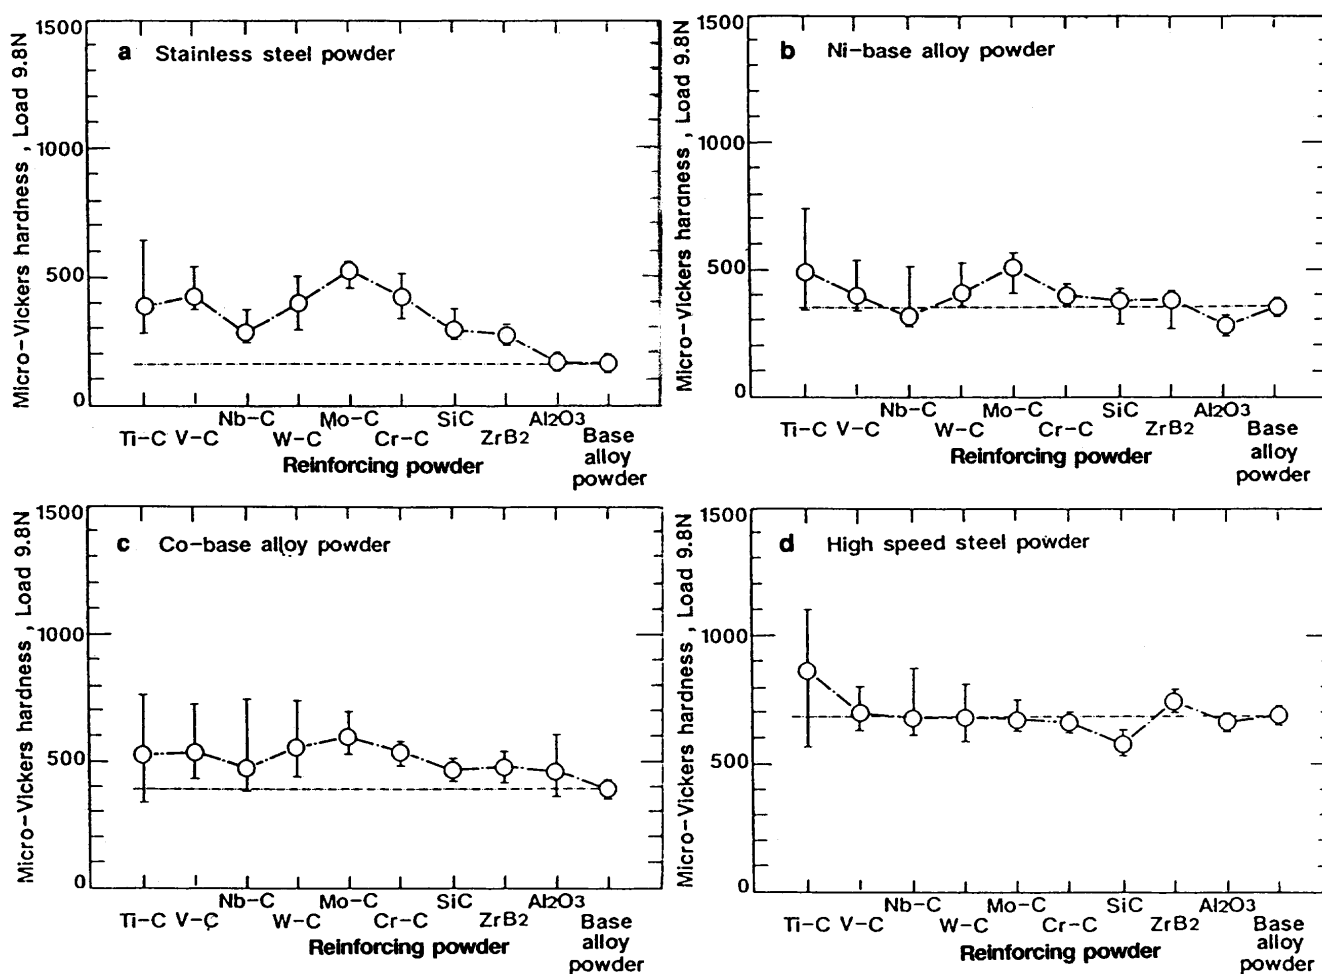 a Stainless steel powder
Micro-Vickers hardness , Load 9.8N
1500
1000
500
0
Ti-C V-C Nb-C W-C Mo-C Cr-C SiC ZrB2 Al2O3 Base
alloy
powder
Reinforcing powder
b Ni-base alloy powder
Micro-Vickers hardness , Load 9.8N
1500
1000
500
0
Ti-C V-C Nb-C W-C Mo-C Cr-C SiC ZrB2 Al2O3 Base
alloy
powder
Reinforcing powder
c Co-base alloy powder
Micro-Vickers hardness , Load 9.8N
1500
1000
500
0
Ti-C V-C Nb-C W-C Mo-C Cr-C SiC ZrB2 Al2O3 Base
alloy
powder
Reinforcing powder
d High speed steel powder
Micro-Vickers hardness , Load 9.8N
1500
1000
500
0
Ti-C V-C Nb-C W-C Mo-C Cr-C SiC ZrB2 Al2O3 Base
alloy
powder
Reinforcing powder